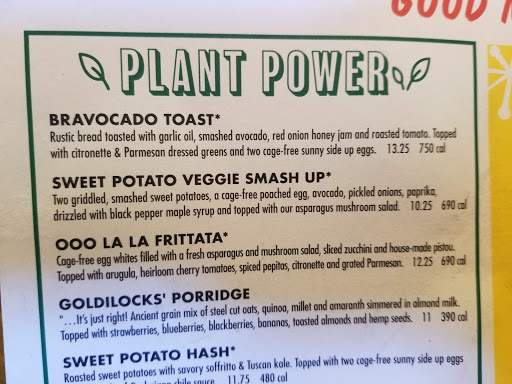 GOOD
PLANT POWER
BRAVOCADO TOAST*
Rustic bread toasted with garlic oil, smashed avocado, red onion honey jam and roasted tomato. Topped
with citronette & Parmesan dressed greens and two cage-free sunny side up eggs. 13.25 750 cal
SWEET POTATO VEGGIE SMASH UP*
Two griddled, smashed sweet potatoes, a cage-free poached egg, avocado, pickled onions, paprika,
drizzled with black pepper maple syrup and topped with our asparagus mushroom salad. 10.25 690 cal
OOO LA LA FRITTATA*
Cage-free egg whites filled with a fresh asparagus and mushroom salad, sliced zucchini and house-made pistou.
Topped with arugula, heirloom cherry tomatoes, spiced pepitas, citronette and grated Parmesan. 12.25 690 cal
GOLDILOCKS' PORRIDGE
"...It's just right! Ancient grain mix of steel cut oats, quinoa, millet and amaranth simmered in almond milk.
Topped with strawberries, blueberries, blackberries, bananas, toasted almonds and hemp seeds. 11 390 cal
SWEET POTATO HASH*
Roasted sweet potatoes with savory soffritto & Tuscan kale. Topped with two cage-free sunny side up eggs
chile sauce 11.75 480 cal